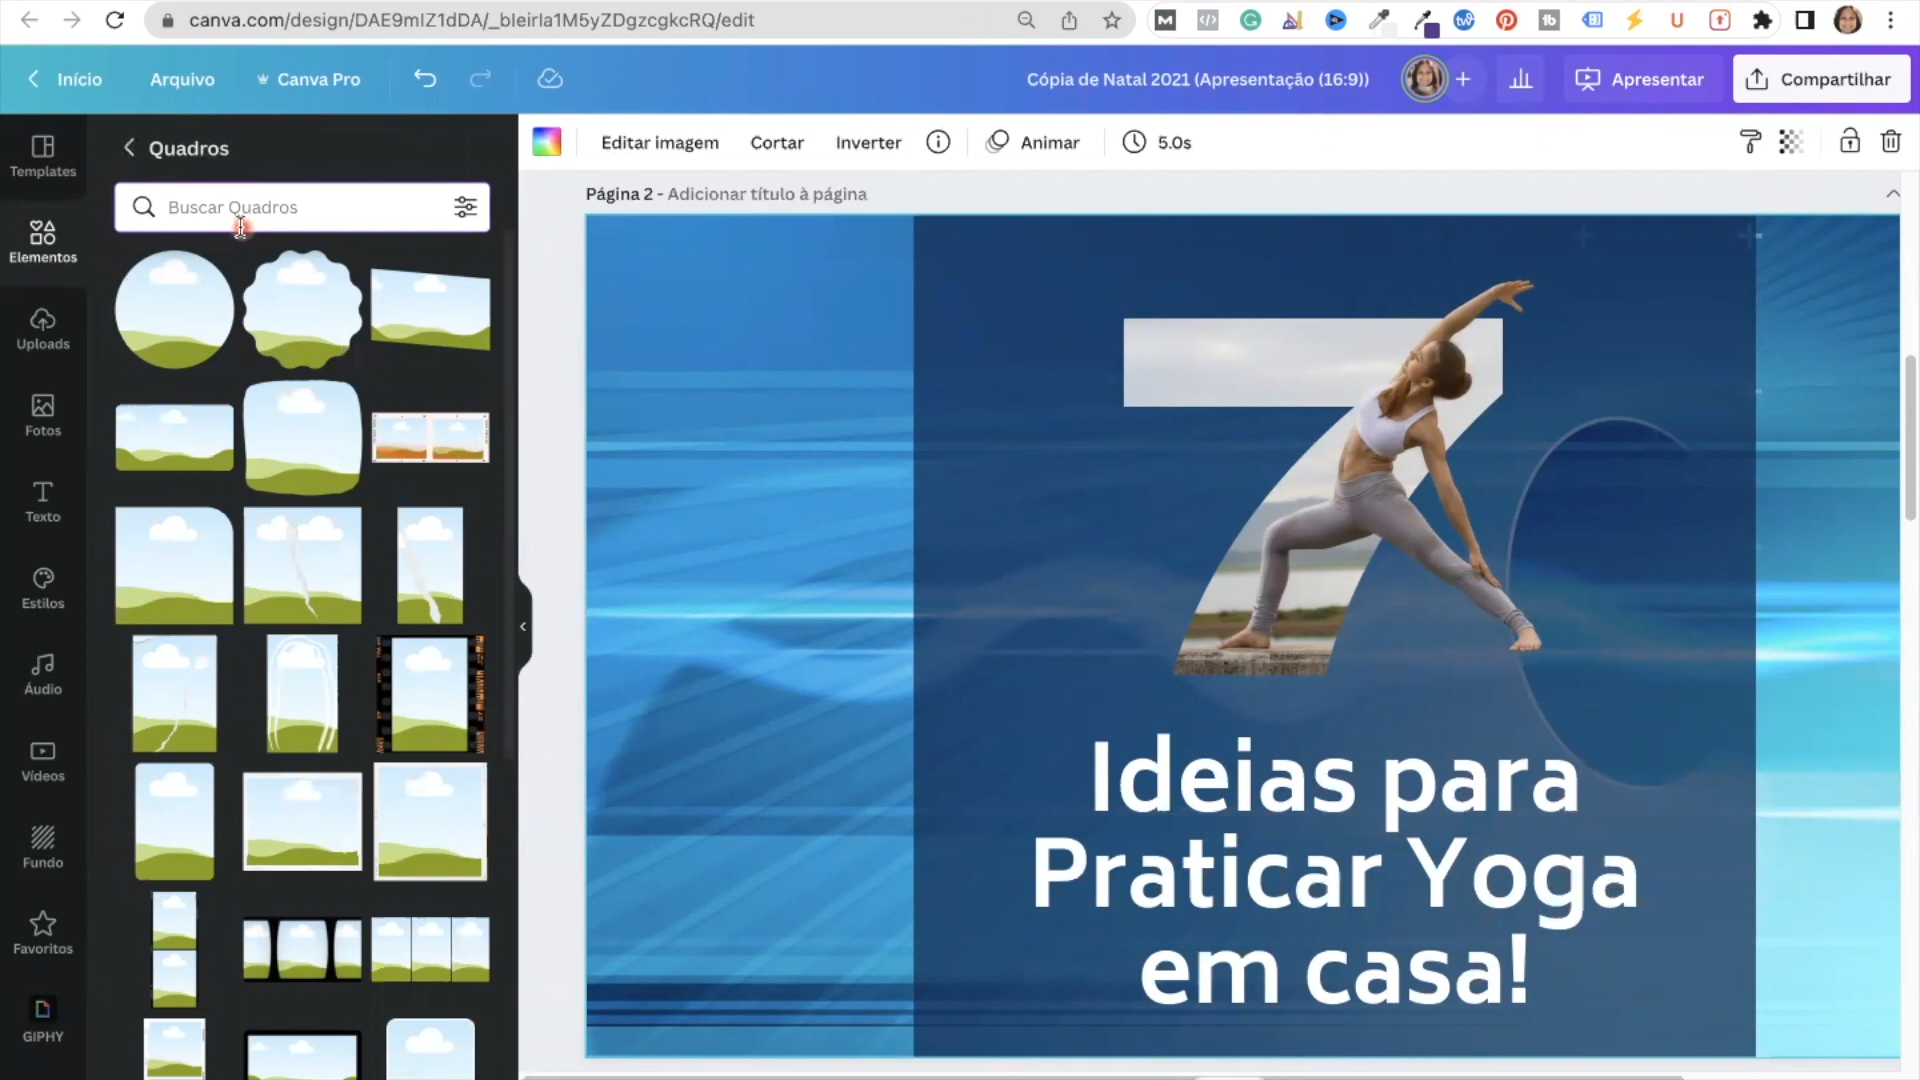 canva.com/design/DAE9mIZ1dDA/_bIeirIa1M5yZDgzcgkcRQ/edit
Início
Arquivo
Canva Pro
Cópia de Natal 2021 (Apresentação (16:9))
Apresentar
Compartilhar
Templates
Elementos
Uploads
Fotos
Texto
Estilos
Áudio
Vídeos
Fundo
Favoritos
GIPHY
Quadros
Buscar Quadros
Editar imagem
Cortar
Inverter
Animar
5.0s
Página 2 - Adicionar título à página
7
Ideias para
Praticar Yoga
em casa!